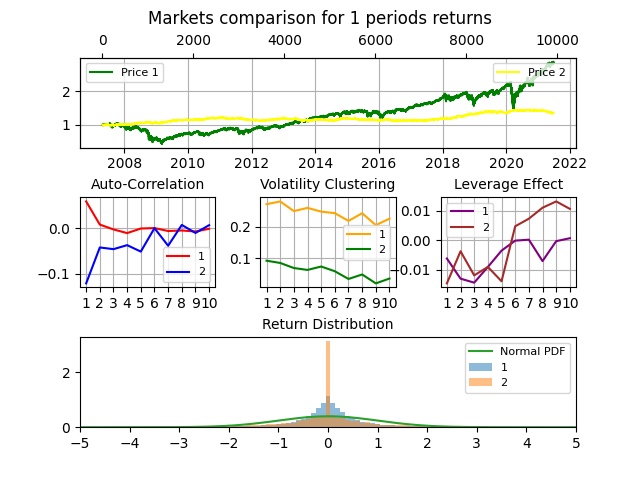 Markets comparison for 1 periods returns
0 2000 4000 6000 8000 10000
Price 1 Price 2
2
1
2008 2010 2012 2014 2016 2018 2020 2022
Auto-Correlation Volatility Clustering Leverage Effect
0.0
−0.1
1
2
1 2 3 4 5 6 7 8 9 10
0.2
0.1
1
2
1 2 3 4 5 6 7 8 9 10
0.01
0.00
−0.01
1
2
1 2 3 4 5 6 7 8 9 10
Return Distribution
2
0
Normal PDF
1
2
−5 −4 −3 −2 −1 0 1 2 3 4 5